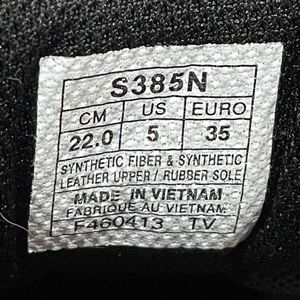 S385N
CM US EURO
22.0 5 35
SYNTHETIC FIBER & SYNTHETIC
LEATHER UPPER / RUBBER SOLE
MADE IN VIETNAM
FABRIQUE AU VIETNAM
F460413 TV